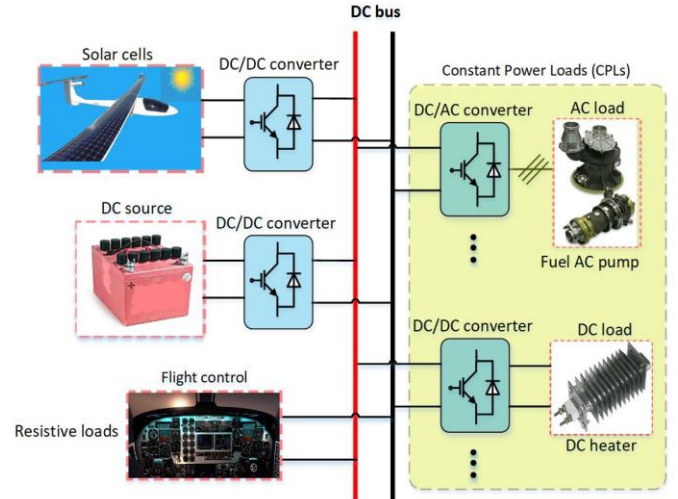 DC bus
Solar cells
DC/DC converter
Constant Power Loads (CPLs)
DC/AC converter
AC load
Fuel AC pump
DC source
DC/DC converter
DC/DC converter
DC load
DC heater
Flight control
Resistive loads